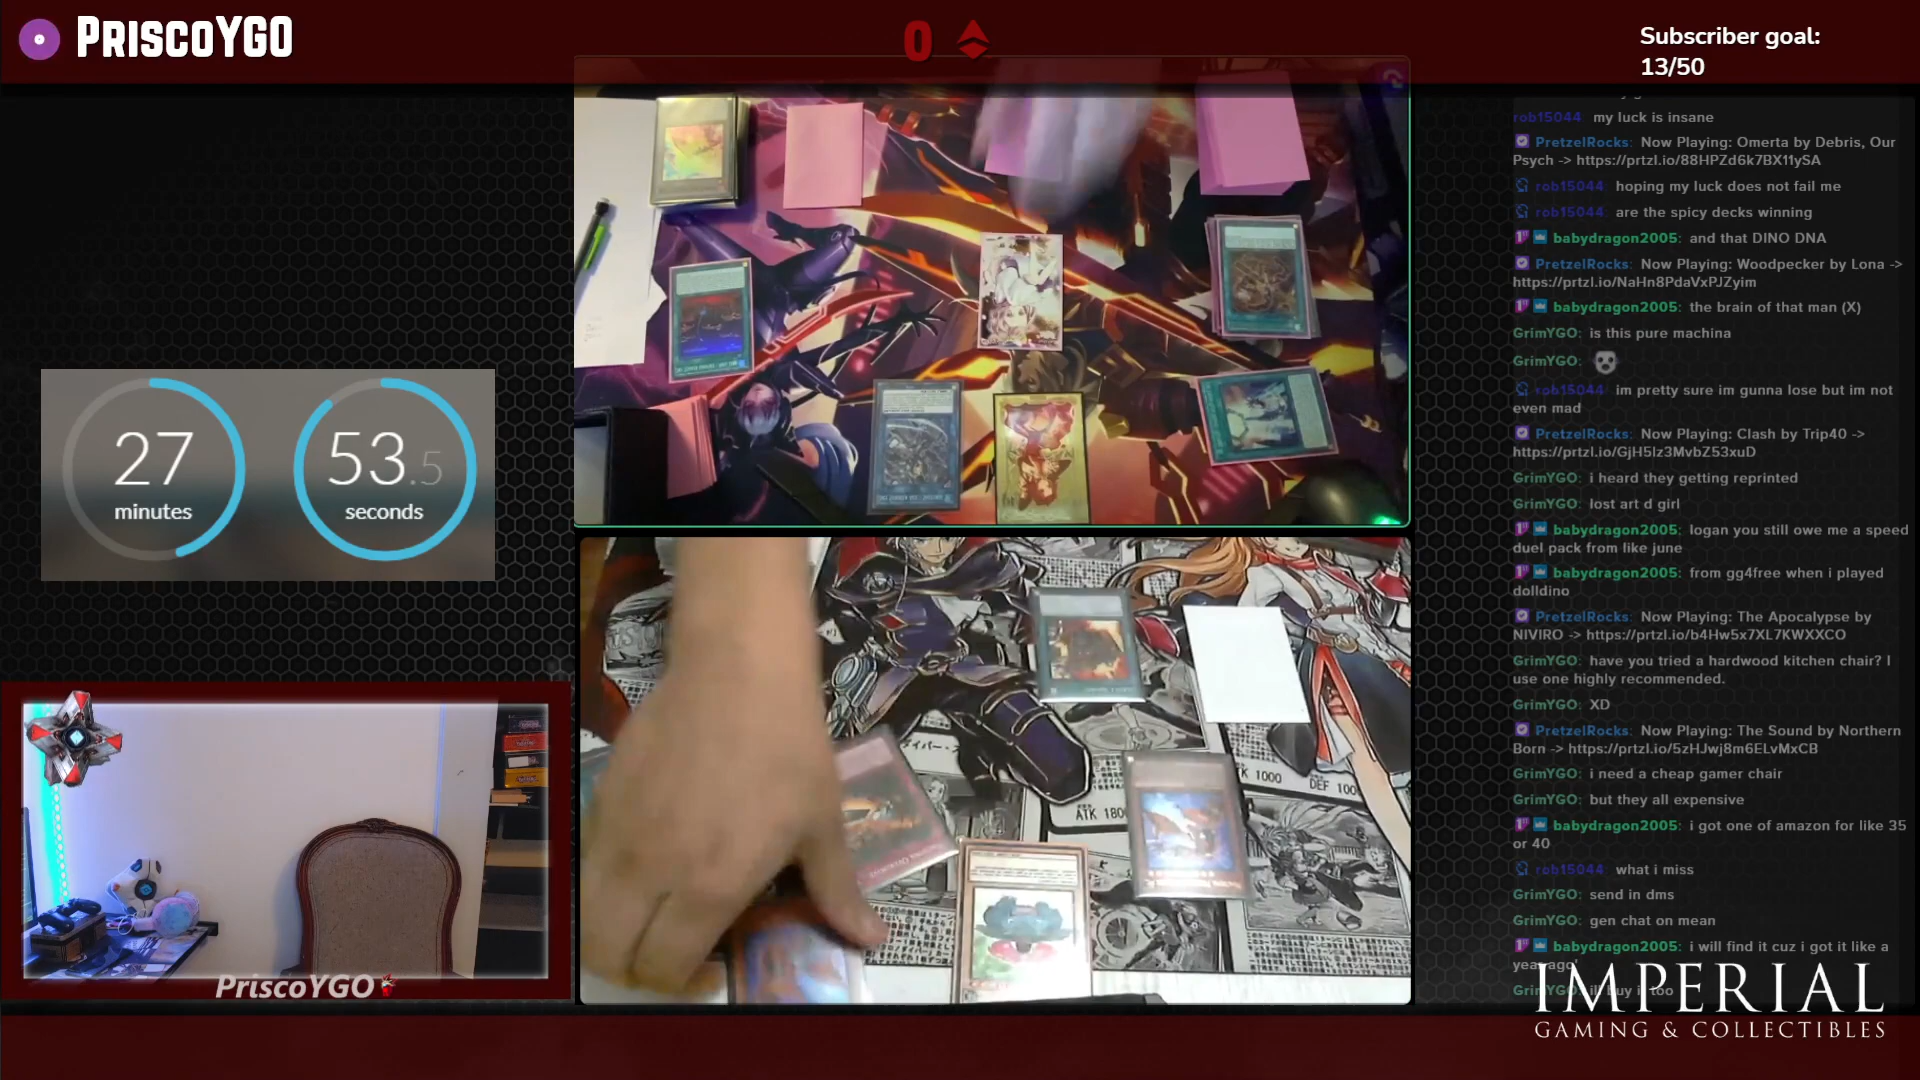 PRISCOYGO
0
Subscriber goal:
13/50
rob15044 my luck is insane
PretzelRocks: Now Playing: Omerta by Debris, Our
Psych -> https://prtzl.io/88HPZd6k7BX11ySA
rob15044: hoping my luck does not fail me
rob15044: are the spicy decks winning
babydragon2005: and that DINO DNA
PretzelRocks: Now Playing: Woodpecker by Lona ->
https://prtzl.io/NaHn8PdaVxPJZyim
babydragon2005: the brain of that man (X)
GrimYGO: is this pure machina
GrimYGO:
rob15044: im pretty sure im gunna lose but im not
even mad
PretzelRocks: Now Playing: Clash by Trip40 ->
https://prtzl.io/GjH5lz3MvbZ53xuD
GrimYGO: i heard they getting reprinted
GrimYGO: lost art d girl
babydragon2005: logan you still owe me a speed
duel pack from like june
babydragon2005: from gg4free when i played
dolldino
PretzelRocks: Now Playing: The Apocalypse by
NIVIRO -> https://prtzl.io/b4Hw5x7XL7KWXXCO
GrimYGO: have you tried a hardwood kitchen chair? I
use one highly recommended.
GrimYGO: XD
PretzelRocks: Now Playing: The Sound by Northern
Born -> https://prtzl.io/5zHJwj8m6ELvMxCB
GrimYGO: i need a cheap gamer chair
GrimYGO: but they all expensive
babydragon2005: i got one of amazon for like 35
or 40
rob15044: what i miss
GrimYGO: send in dms
GrimYGO: gen chat on mean
babydragon2005: i will find it cuz i got it like a
year ago
GrimYGO: ill buy it too
27
minutes
53.5
seconds
ATK 1800
K 1000
DEF 100
PriscoYGO
IMPERIAL
GAMING & COLLECTIBLES